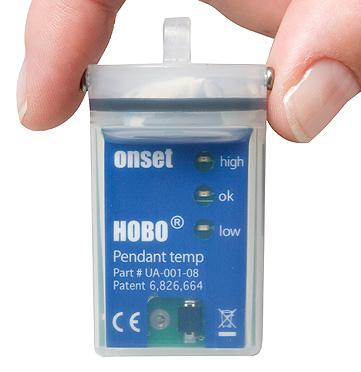 onset
high
ok
HOBO® low
Pendant temp
Part # UA-001-08
Patent 6,826,664
CE